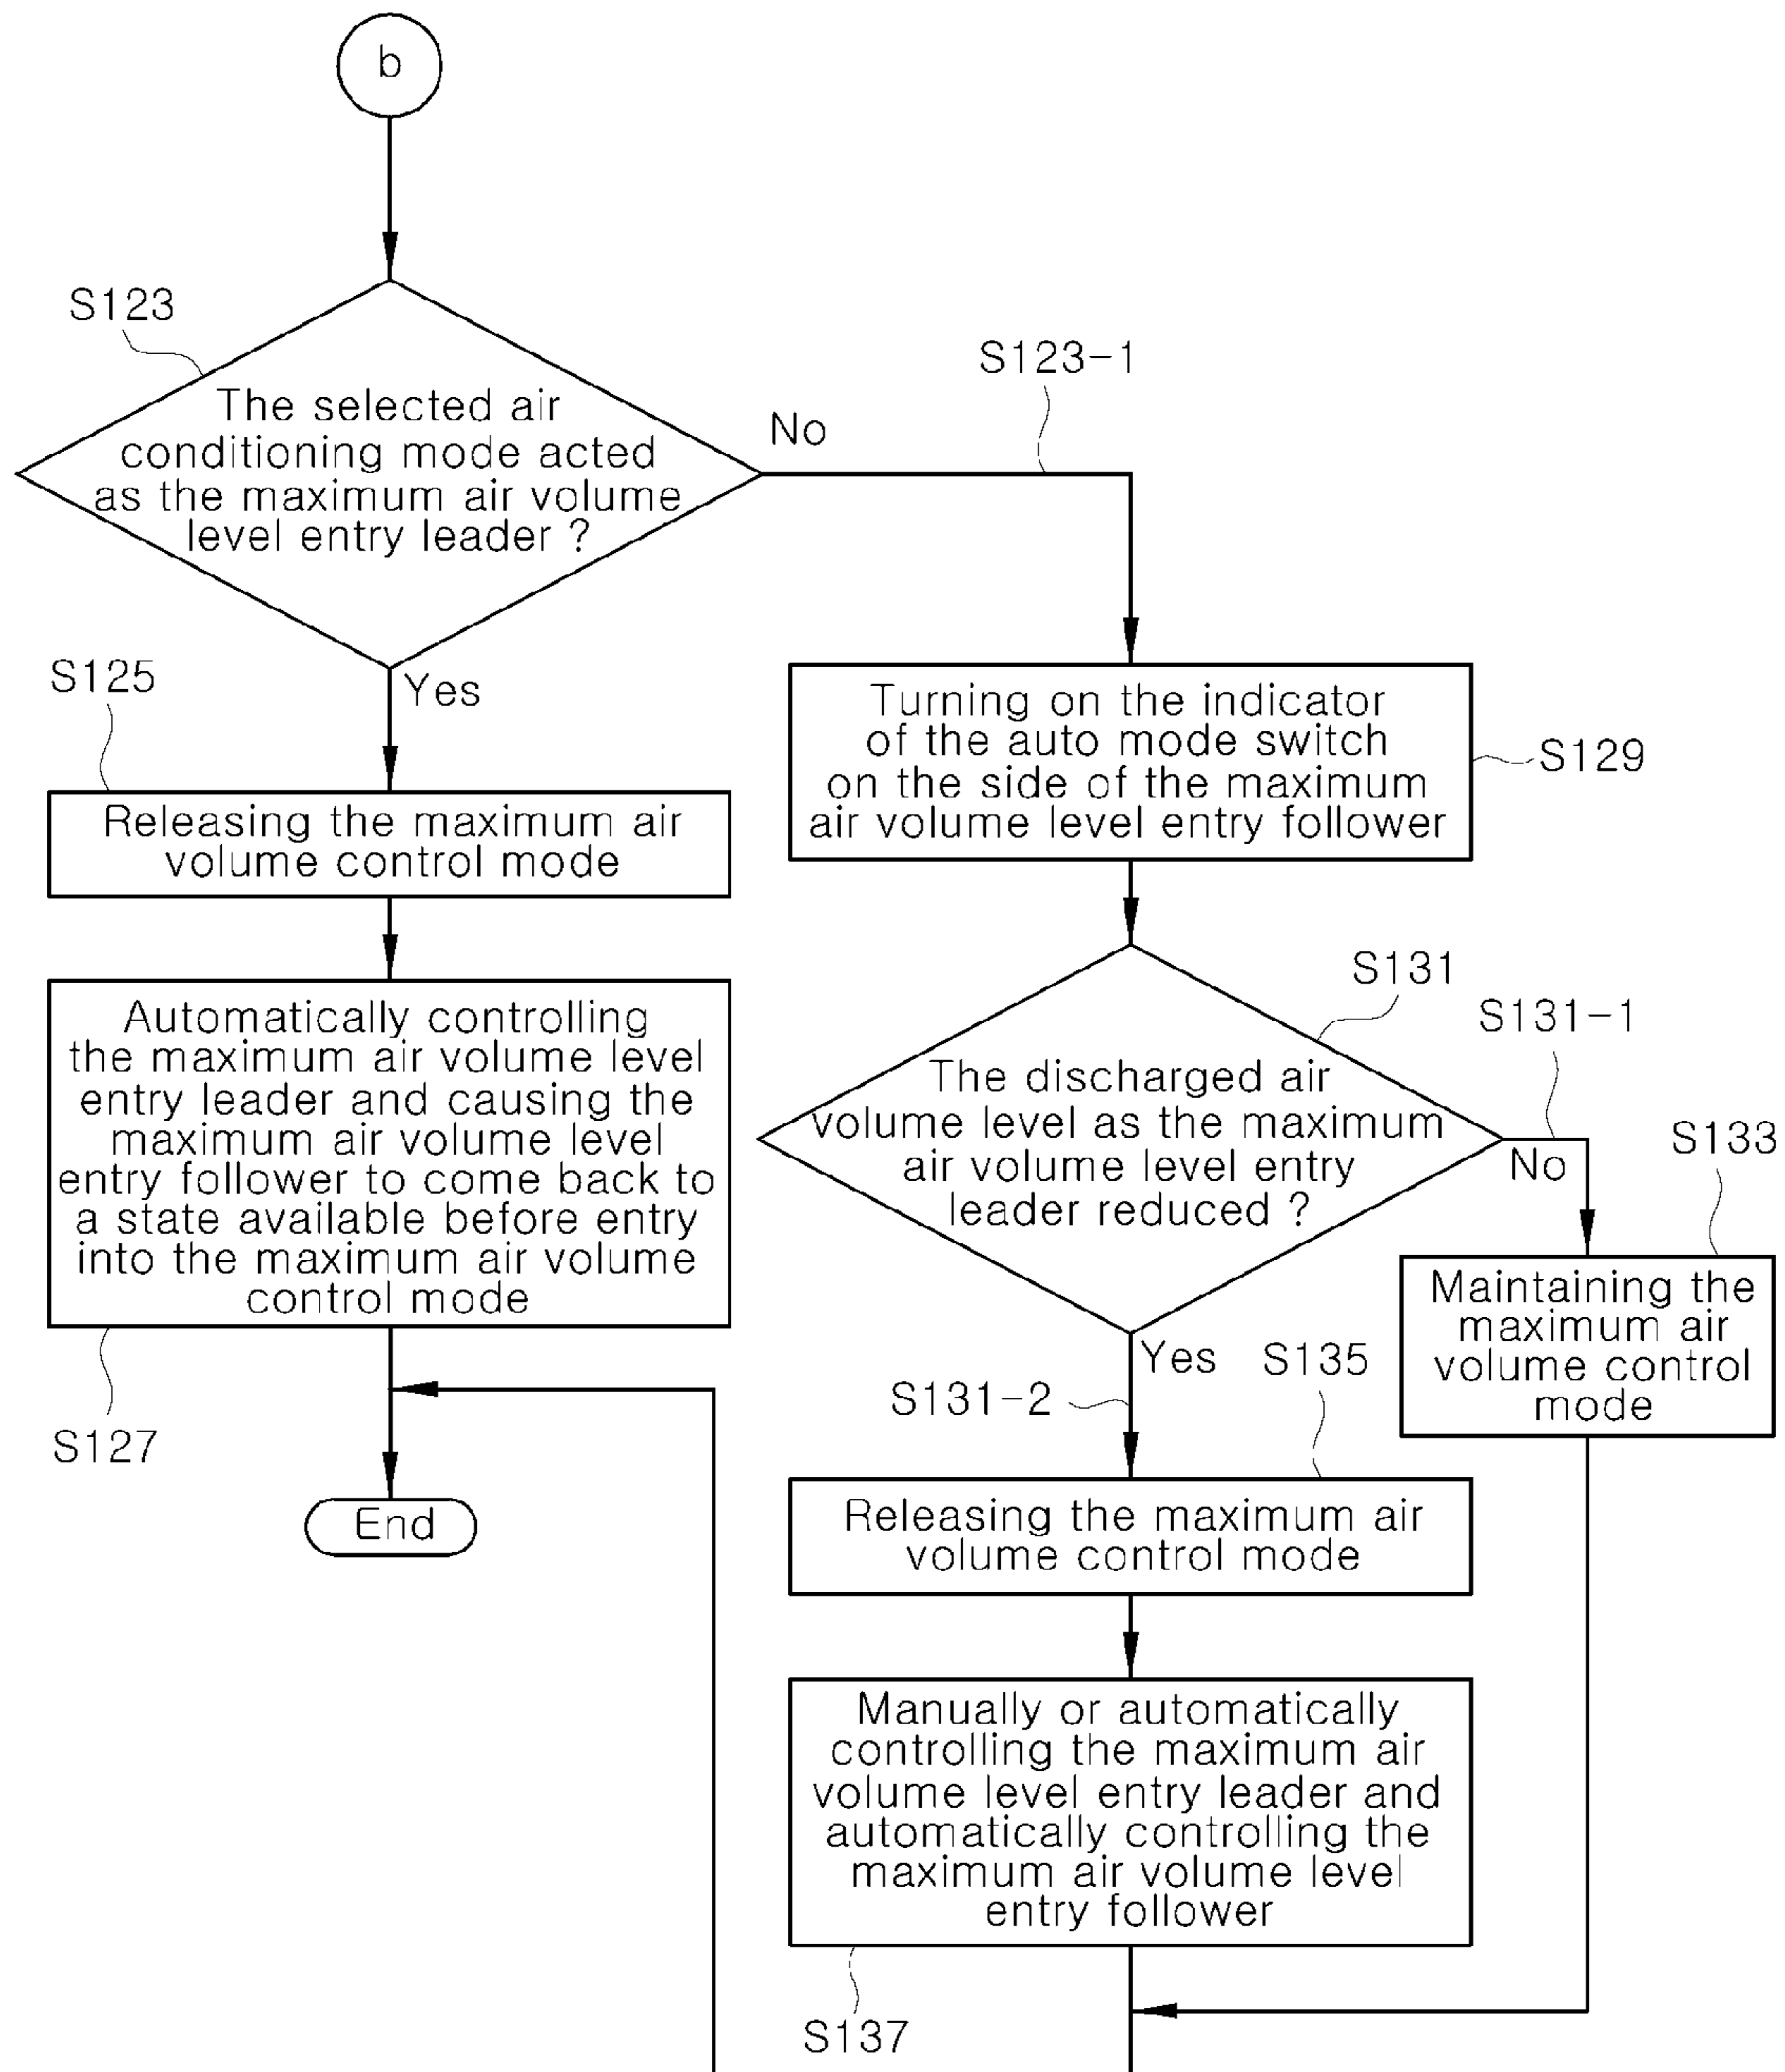 b
S123
The selected air
conditioning mode acted
as the maximum air volume
level entry leader ?
No
S123-1
Yes
S125
Releasing the maximum air
volume control mode
Automatically controlling
the maximum air volume level
entry leader and causing the
maximum air volume level
entry follower to come back to
a state available before entry
into the maximum air volume
control mode
S127
End
Turning on the indicator
of the auto mode switch
on the side of the maximum
air volume level entry follower
S129
S131
The discharged air
volume level as the maximum
air volume level entry
leader reduced ?
S131-1
No
S133
Maintaining the
maximum air
volume control
mode
Yes
S131-2
S135
Releasing the maximum air
volume control mode
Manually or automatically
controlling the maximum air
volume level entry leader and
automatically controlling the
maximum air volume level
entry follower
S137